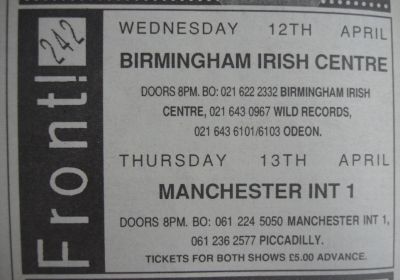 Front!
242
WEDNESDAY 12TH APRIL
BIRMINGHAM IRISH CENTRE
DOORS 8PM. BO: 021 622 2332 BIRMINGHAM IRISH
CENTRE, 021 643 0967 WILD RECORDS,
021 643 6101/6103 ODEON.
THURSDAY 13TH APRIL
MANCHESTER INT 1
DOORS 8PM. BO: 061 224 5050 MANCHESTER INT 1,
061 236 2577 PICCADILLY.
TICKETS FOR BOTH SHOWS £5.00 ADVANCE.